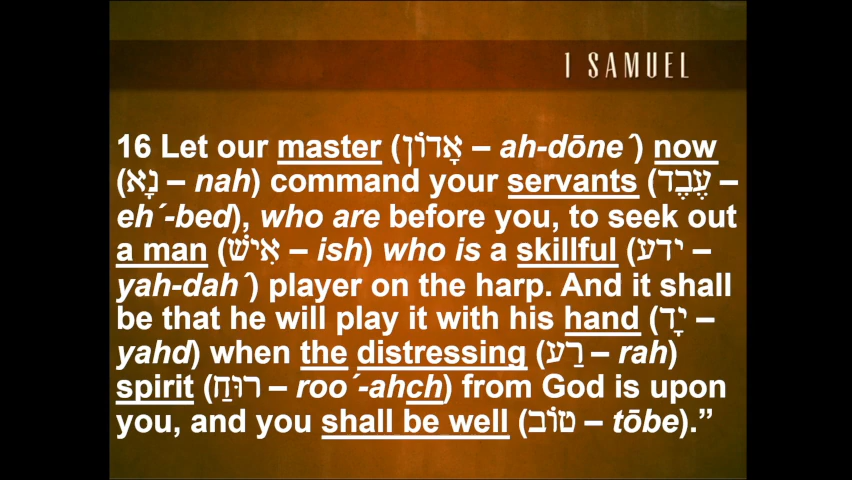 1 SAMUEL
16 Let our master (אָדוֹן – ah-dōne´) now
(נָא – nah) command your servants (עֶבֶד –
eh´-bed), who are before you, to seek out
a man (אִישׁ – ish) who is a skillful (ידע –
yah-dah´) player on the harp. And it shall
be that he will play it with his hand (יָד –
yahd) when the distressing (רַע – rah)
spirit (רוּחַ – roo´-ahch) from God is upon
you, and you shall be well (טוֹב – tōbe).”